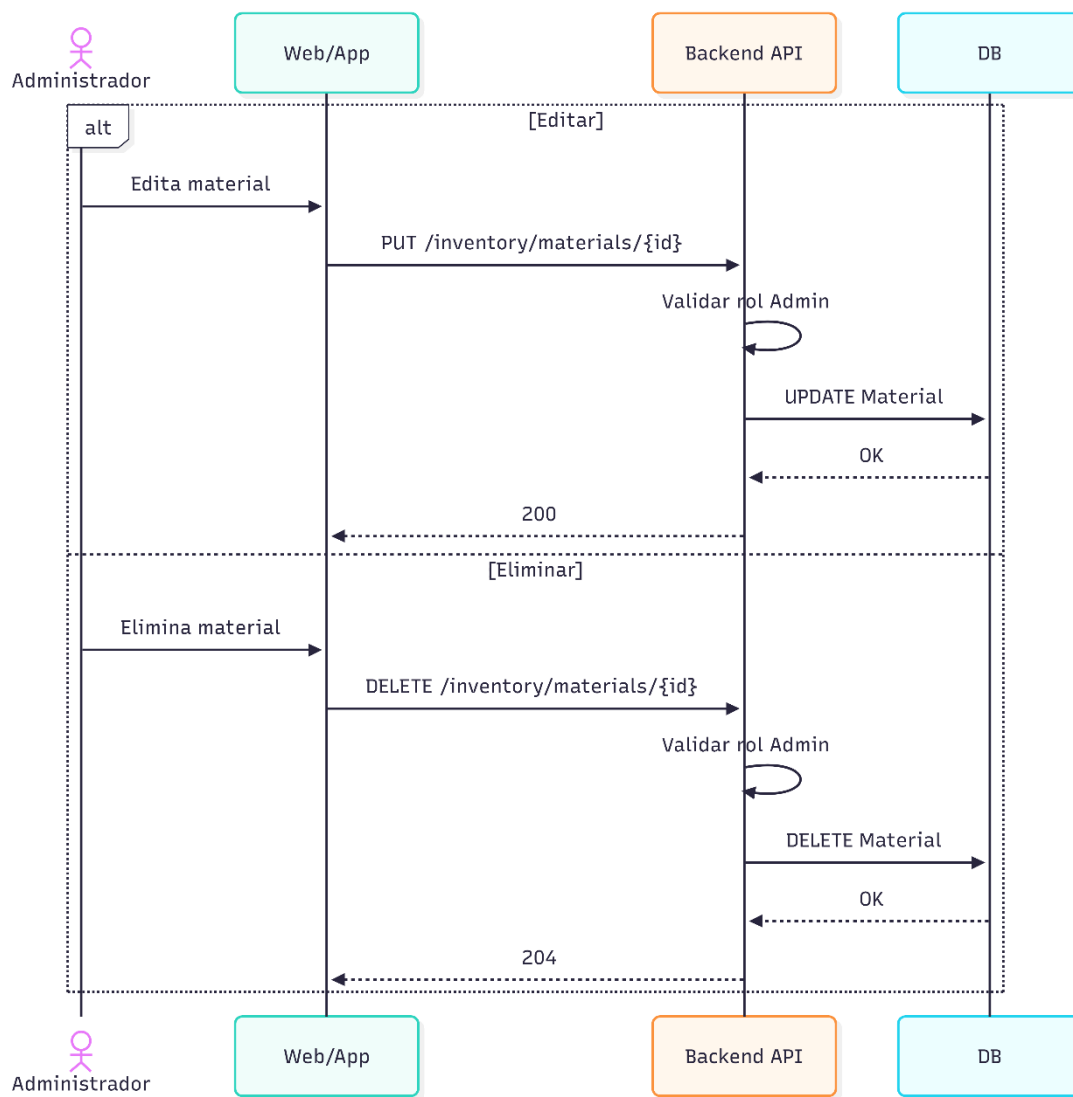 Administrador
Web/App
Backend API
DB
alt
[Editar]
Edita material
PUT /inventory/materials/{id}
Validar rol Admin
UPDATE Material
OK
200
[Eliminar]
Elimina material
DELETE /inventory/materials/{id}
Validar rol Admin
DELETE Material
OK
204
Administrador
Web/App
Backend API
DB